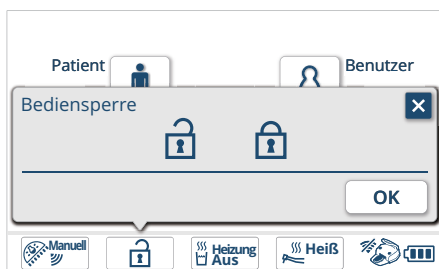 Patient
Benutzer
Bediensperre
OK
Manuell
Heizung
Aus
Heiß